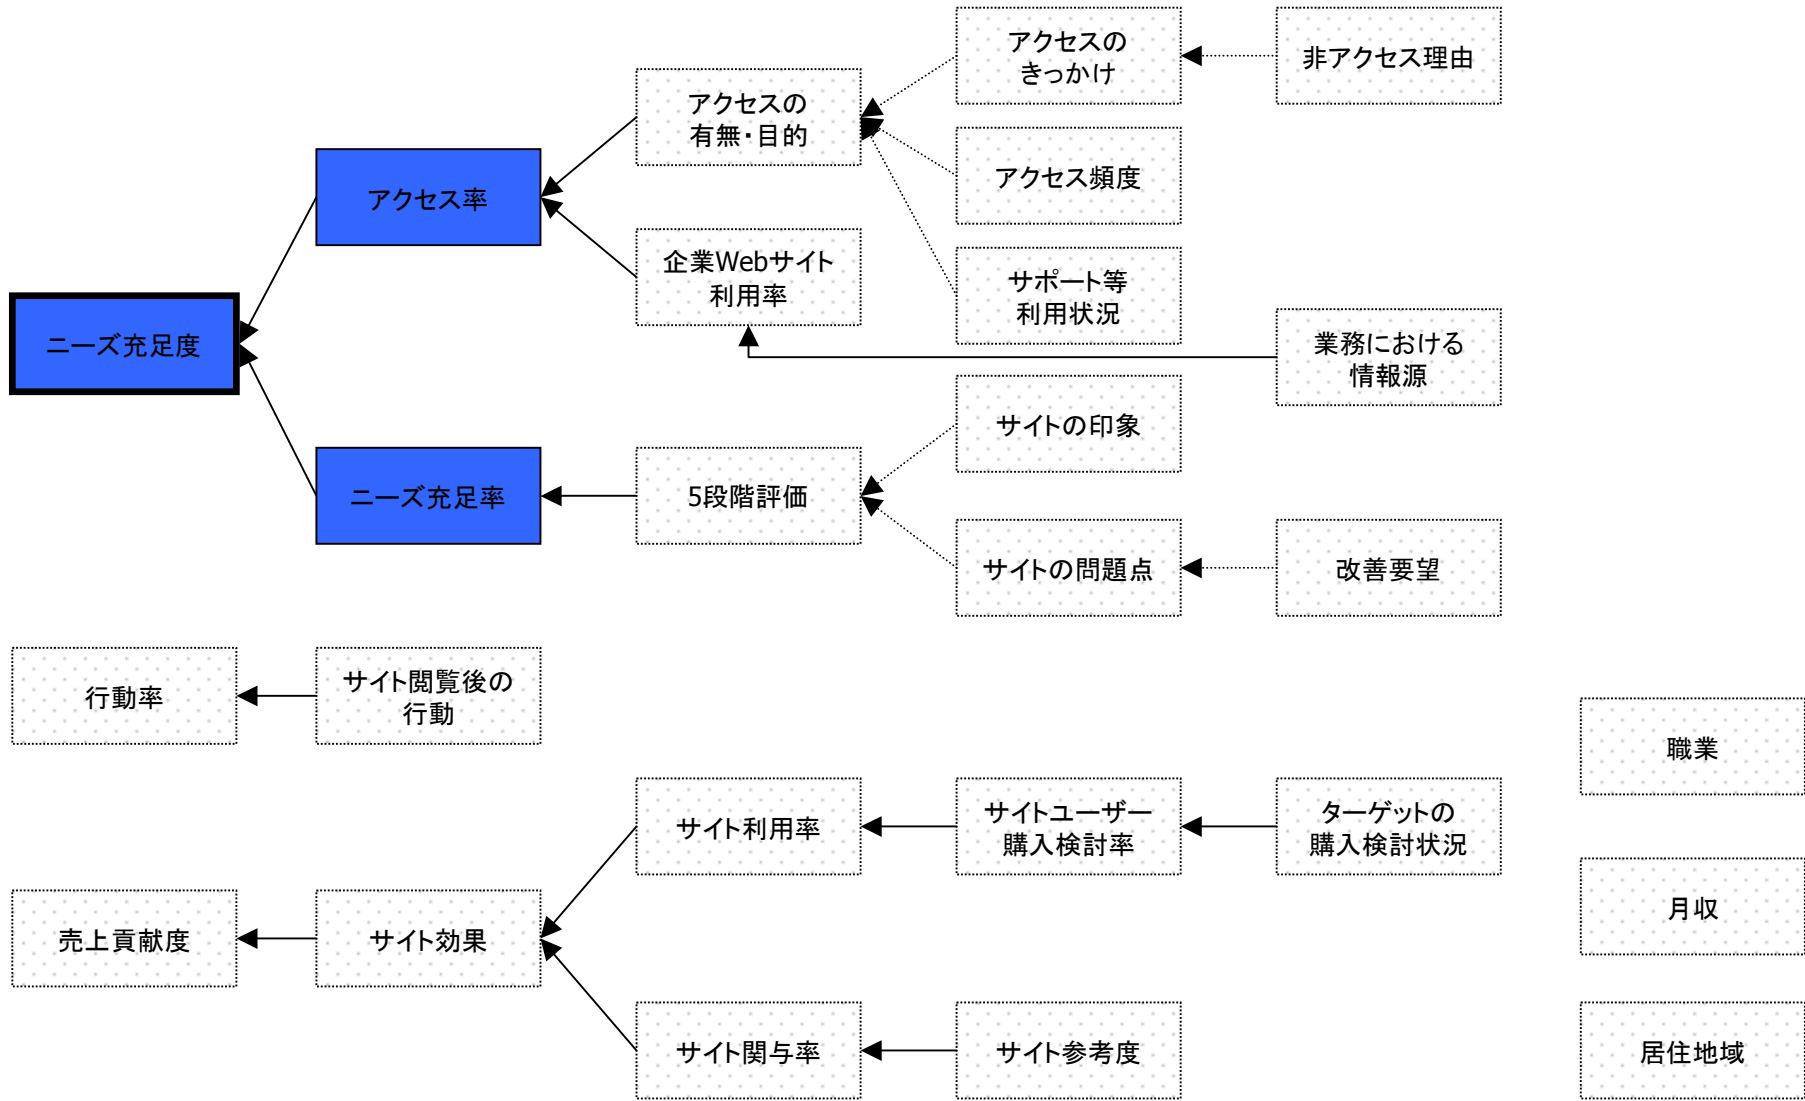 アクセスの
きっかけ
非アクセス理由
アクセスの
有無・目的
アクセス頻度
アクセス率
企業Webサイト
利用率
サポート等
利用状況
ニーズ充足度
業務における
情報源
サイトの印象
ニーズ充足率
5段階評価
サイトの問題点
改善要望
行動率
サイト閲覧後の
行動
職業
サイト利用率
サイトユーザー
購入検討率
ターゲットの
購入検討状況
月収
売上貢献度
サイト効果
サイト関与率
サイト参考度
居住地域